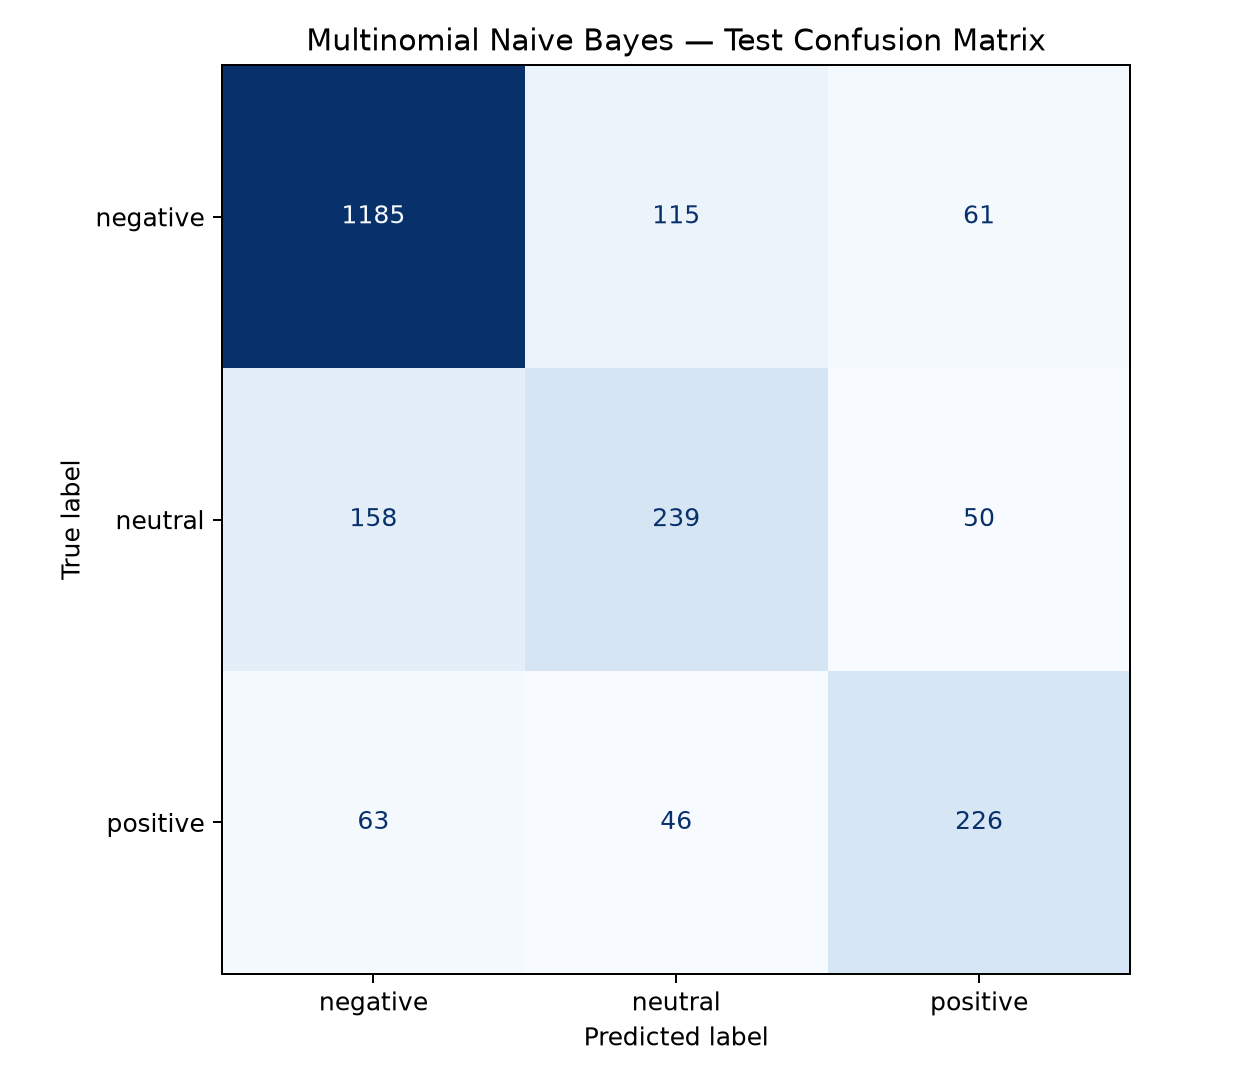 Multinomial Naive Bayes — Test Confusion Matrix
negative 1185 115 61
True label
neutral 158 239 50
positive 63 46 226
negative neutral positive
Predicted label